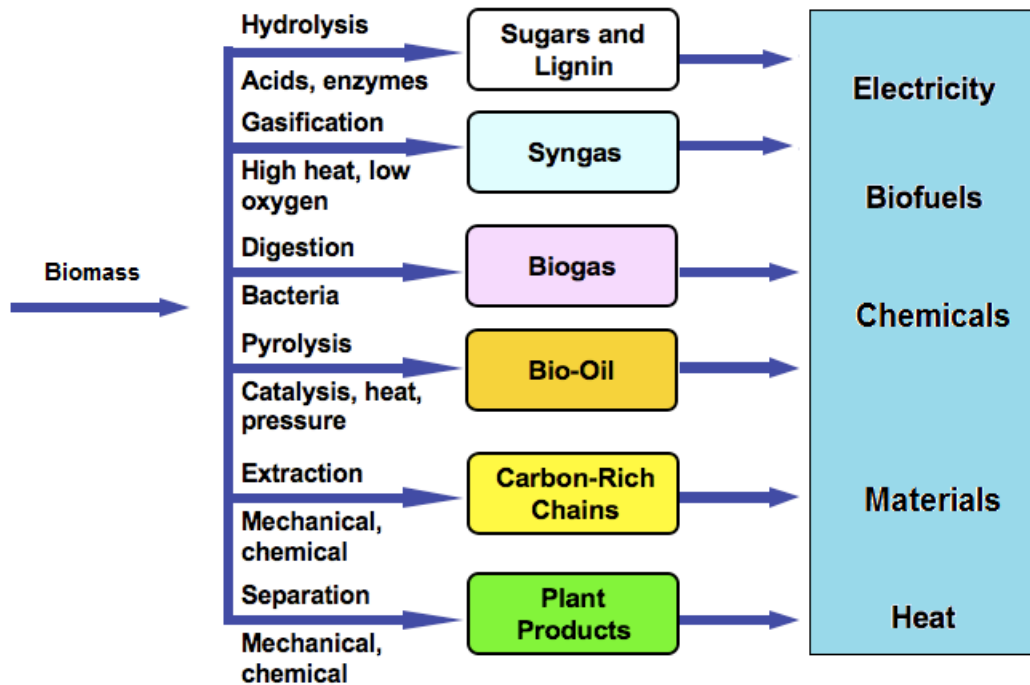 Biomass
Hydrolysis
Acids, enzymes
Sugars and
Lignin
Gasification
High heat, low
oxygen
Syngas
Digestion
Bacteria
Biogas
Pyrolysis
Catalysis, heat,
pressure
Bio-Oil
Extraction
Mechanical,
chemical
Carbon-Rich
Chains
Separation
Mechanical,
chemical
Plant
Products
Electricity
Biofuels
Chemicals
Materials
Heat